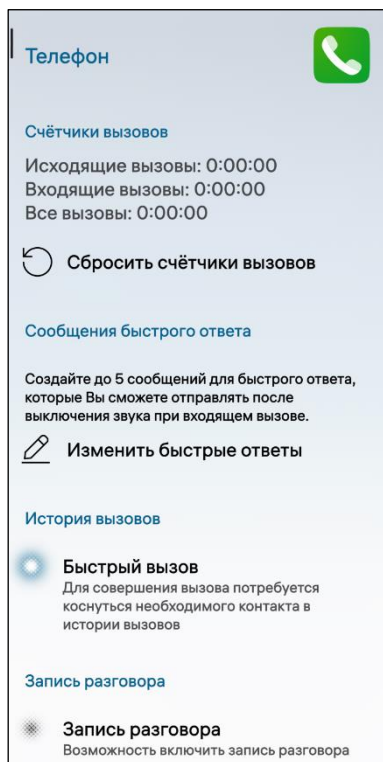 Телефон
Счётчики вызовов
Исходящие вызовы: 0:00:00
Входящие вызовы: 0:00:00
Все вызовы: 0:00:00
Сбросить счётчики вызовов
Сообщения быстрого ответа
Создайте до 5 сообщений для быстрого ответа,
которые Вы сможете отправлять после
выключения звука при входящем вызове.
Изменить быстрые ответы
История вызовов
Быстрый вызов
Для совершения вызова потребуется
коснуться необходимого контакта в
истории вызовов
Запись разговора
Запись разговора
Возможность включить запись разговора